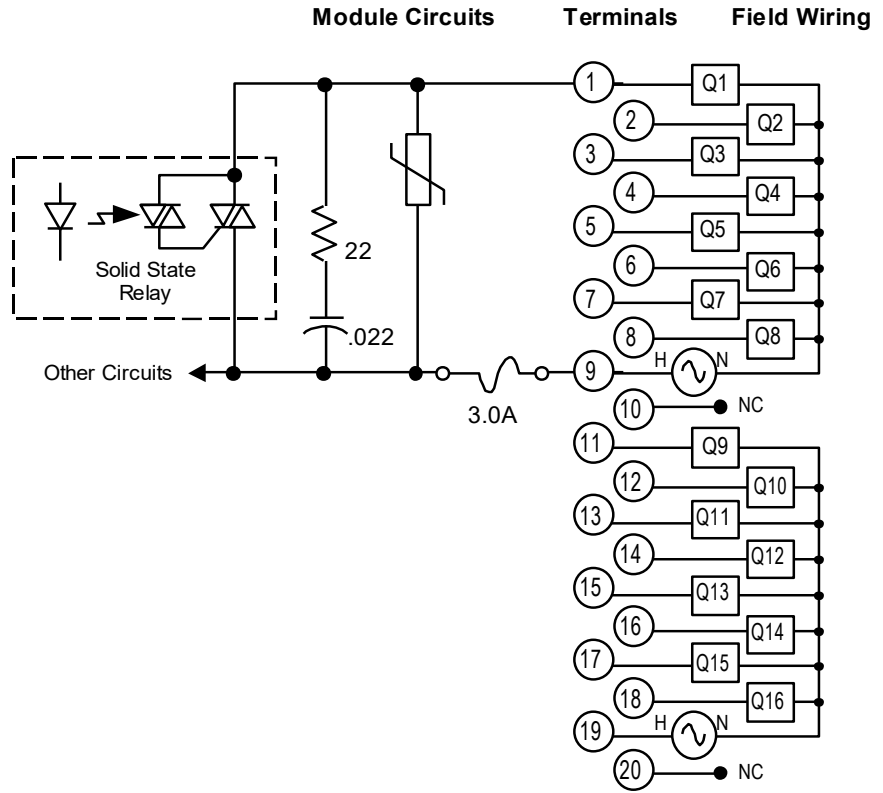 Module Circuits Terminals Field Wiring
1 Q1
2 Q2
3 Q3
4 Q4
5 Q5
6 Q6
7 Q7
8 Q8
Solid State
Relay
22
.022
Other Circuits
3.0A
9 H N
10 NC
11 Q9
12 Q10
13 Q11
14 Q12
15 Q13
16 Q14
17 Q15
18 Q16
19 H N
20 NC